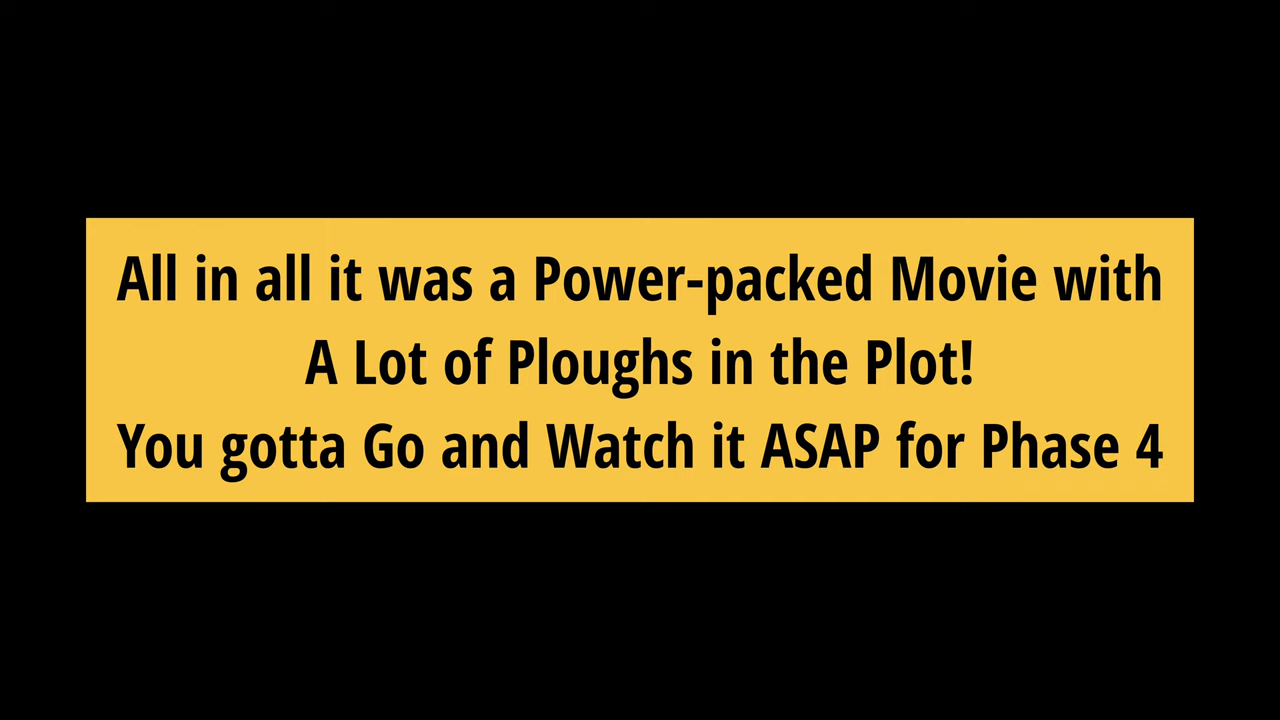 All in all it was a Power-packed Movie with
A Lot of Ploughs in the Plot!
You gotta Go and Watch it ASAP for Phase 4